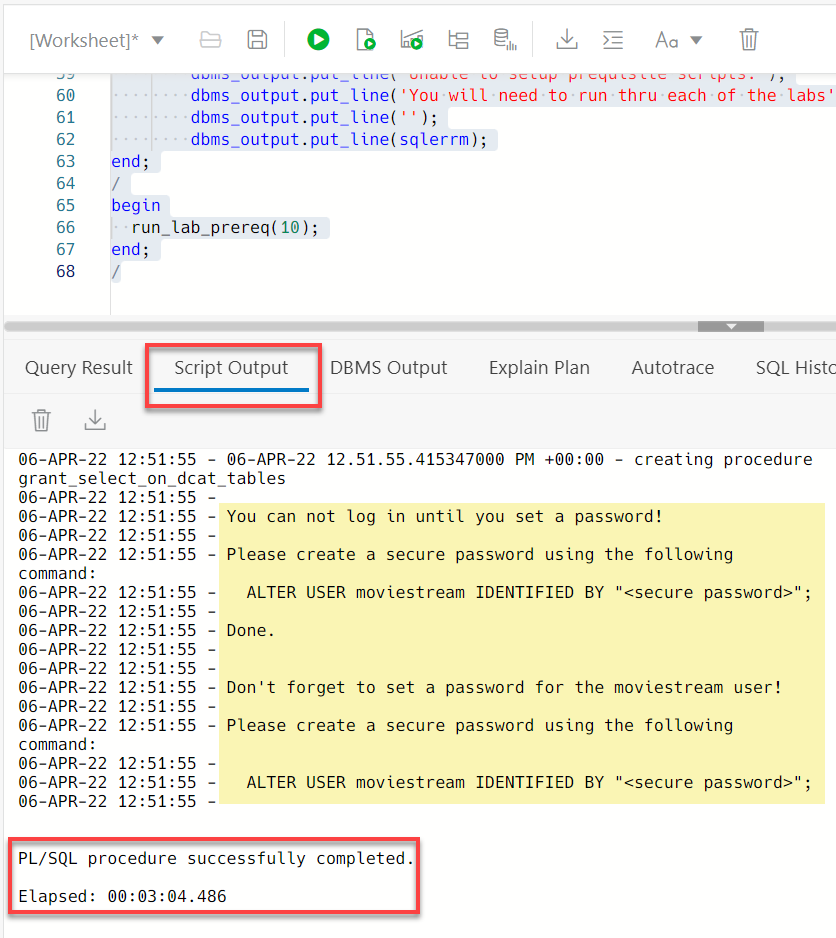 [Worksheet]*
Aa
59 dbms_output.put_line('Unable to setup prequisite scripts.');
60 dbms_output.put_line('You will need to run thru each of the labs'
61 dbms_output.put_line('');
62 dbms_output.put_line(sqlerrm);
63 end;
64 /
65 begin
66 run_lab_prereq(10);
67 end;
68 /
Query Result Script Output DBMS Output Explain Plan Autotrace SQL Histo
06-APR-22 12:51:55 - 06-APR-22 12.51.55.415347000 PM +00:00 - creating procedure
grant_select_on_dcat_tables
06-APR-22 12:51:55 -
06-APR-22 12:51:55 - You can not log in until you set a password!
06-APR-22 12:51:55 -
06-APR-22 12:51:55 - Please create a secure password using the following
command:
06-APR-22 12:51:55 - ALTER USER moviestream IDENTIFIED BY "<secure password>";
06-APR-22 12:51:55 -
06-APR-22 12:51:55 - Done.
06-APR-22 12:51:55 -
06-APR-22 12:51:55 -
06-APR-22 12:51:55 - Don't forget to set a password for the moviestream user!
06-APR-22 12:51:55 -
06-APR-22 12:51:55 - Please create a secure password using the following
command:
06-APR-22 12:51:55 -
06-APR-22 12:51:55 - ALTER USER moviestream IDENTIFIED BY "<secure password>";
06-APR-22 12:51:55 -
PL/SQL procedure successfully completed.
Elapsed: 00:03:04.486